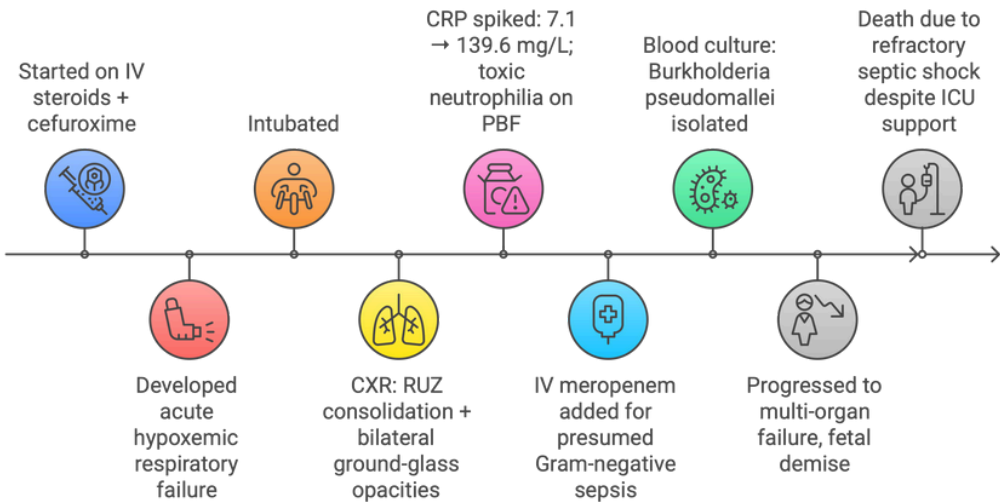 Started on IV
steroids +
cefuroxime
Developed
acute
hypoxemic
respiratory
failure
Intubated
CXR: RUZ
consolidation +
bilateral
ground-glass
opacities
CRP spiked: 7.1
→ 139.6 mg/L;
toxic
neutrophilia on
PBF
IV meropenem
added for
presumed
Gram-negative
sepsis
Blood culture:
Burkholderia
pseudomallei
isolated
Progressed to
multi-organ
failure, fetal
demise
Death due to
refractory
septic shock
despite ICU
support